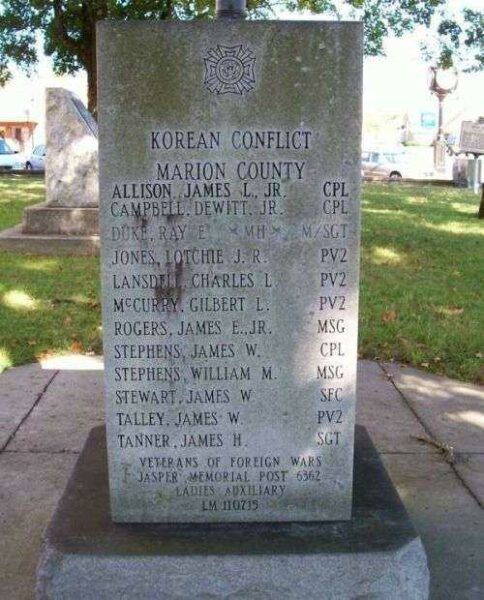 KOREAN CONFLICT
MARION COUNTY
ALLISON, JAMES L., JR. CPL
CAMPBELL, DEWITT, JR. CPL
DUKE, RAY E. *MH* M/SGT
JONES, LOTCHIE J. R. PV2
LANSDELL, CHARLES L. PV2
McCURRY, GILBERT L. PV2
ROGERS, JAMES E., JR. MSG
STEPHENS, JAMES W. CPL
STEPHENS, WILLIAM M. MSG
STEWART, JAMES W. SFC
TALLEY, JAMES W. PV2
TANNER, JAMES H. SGT
VETERANS OF FOREIGN WARS
JASPER MEMORIAL POST 6362
LADIES AUXILIARY
LM 110715